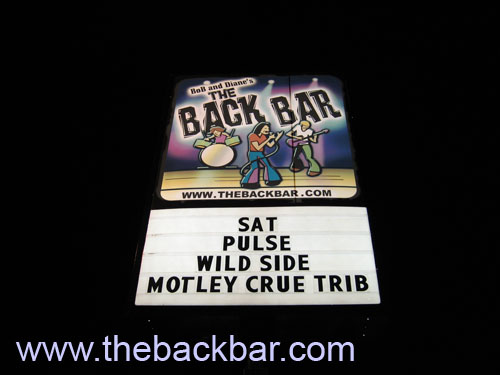 BoB and Diane's
THE
BACK BAR
WWW.THEBACKBAR.COM
SAT
PULSE
WILD SIDE
MOTLEY CRUE TRIB
www.thebackbar.com